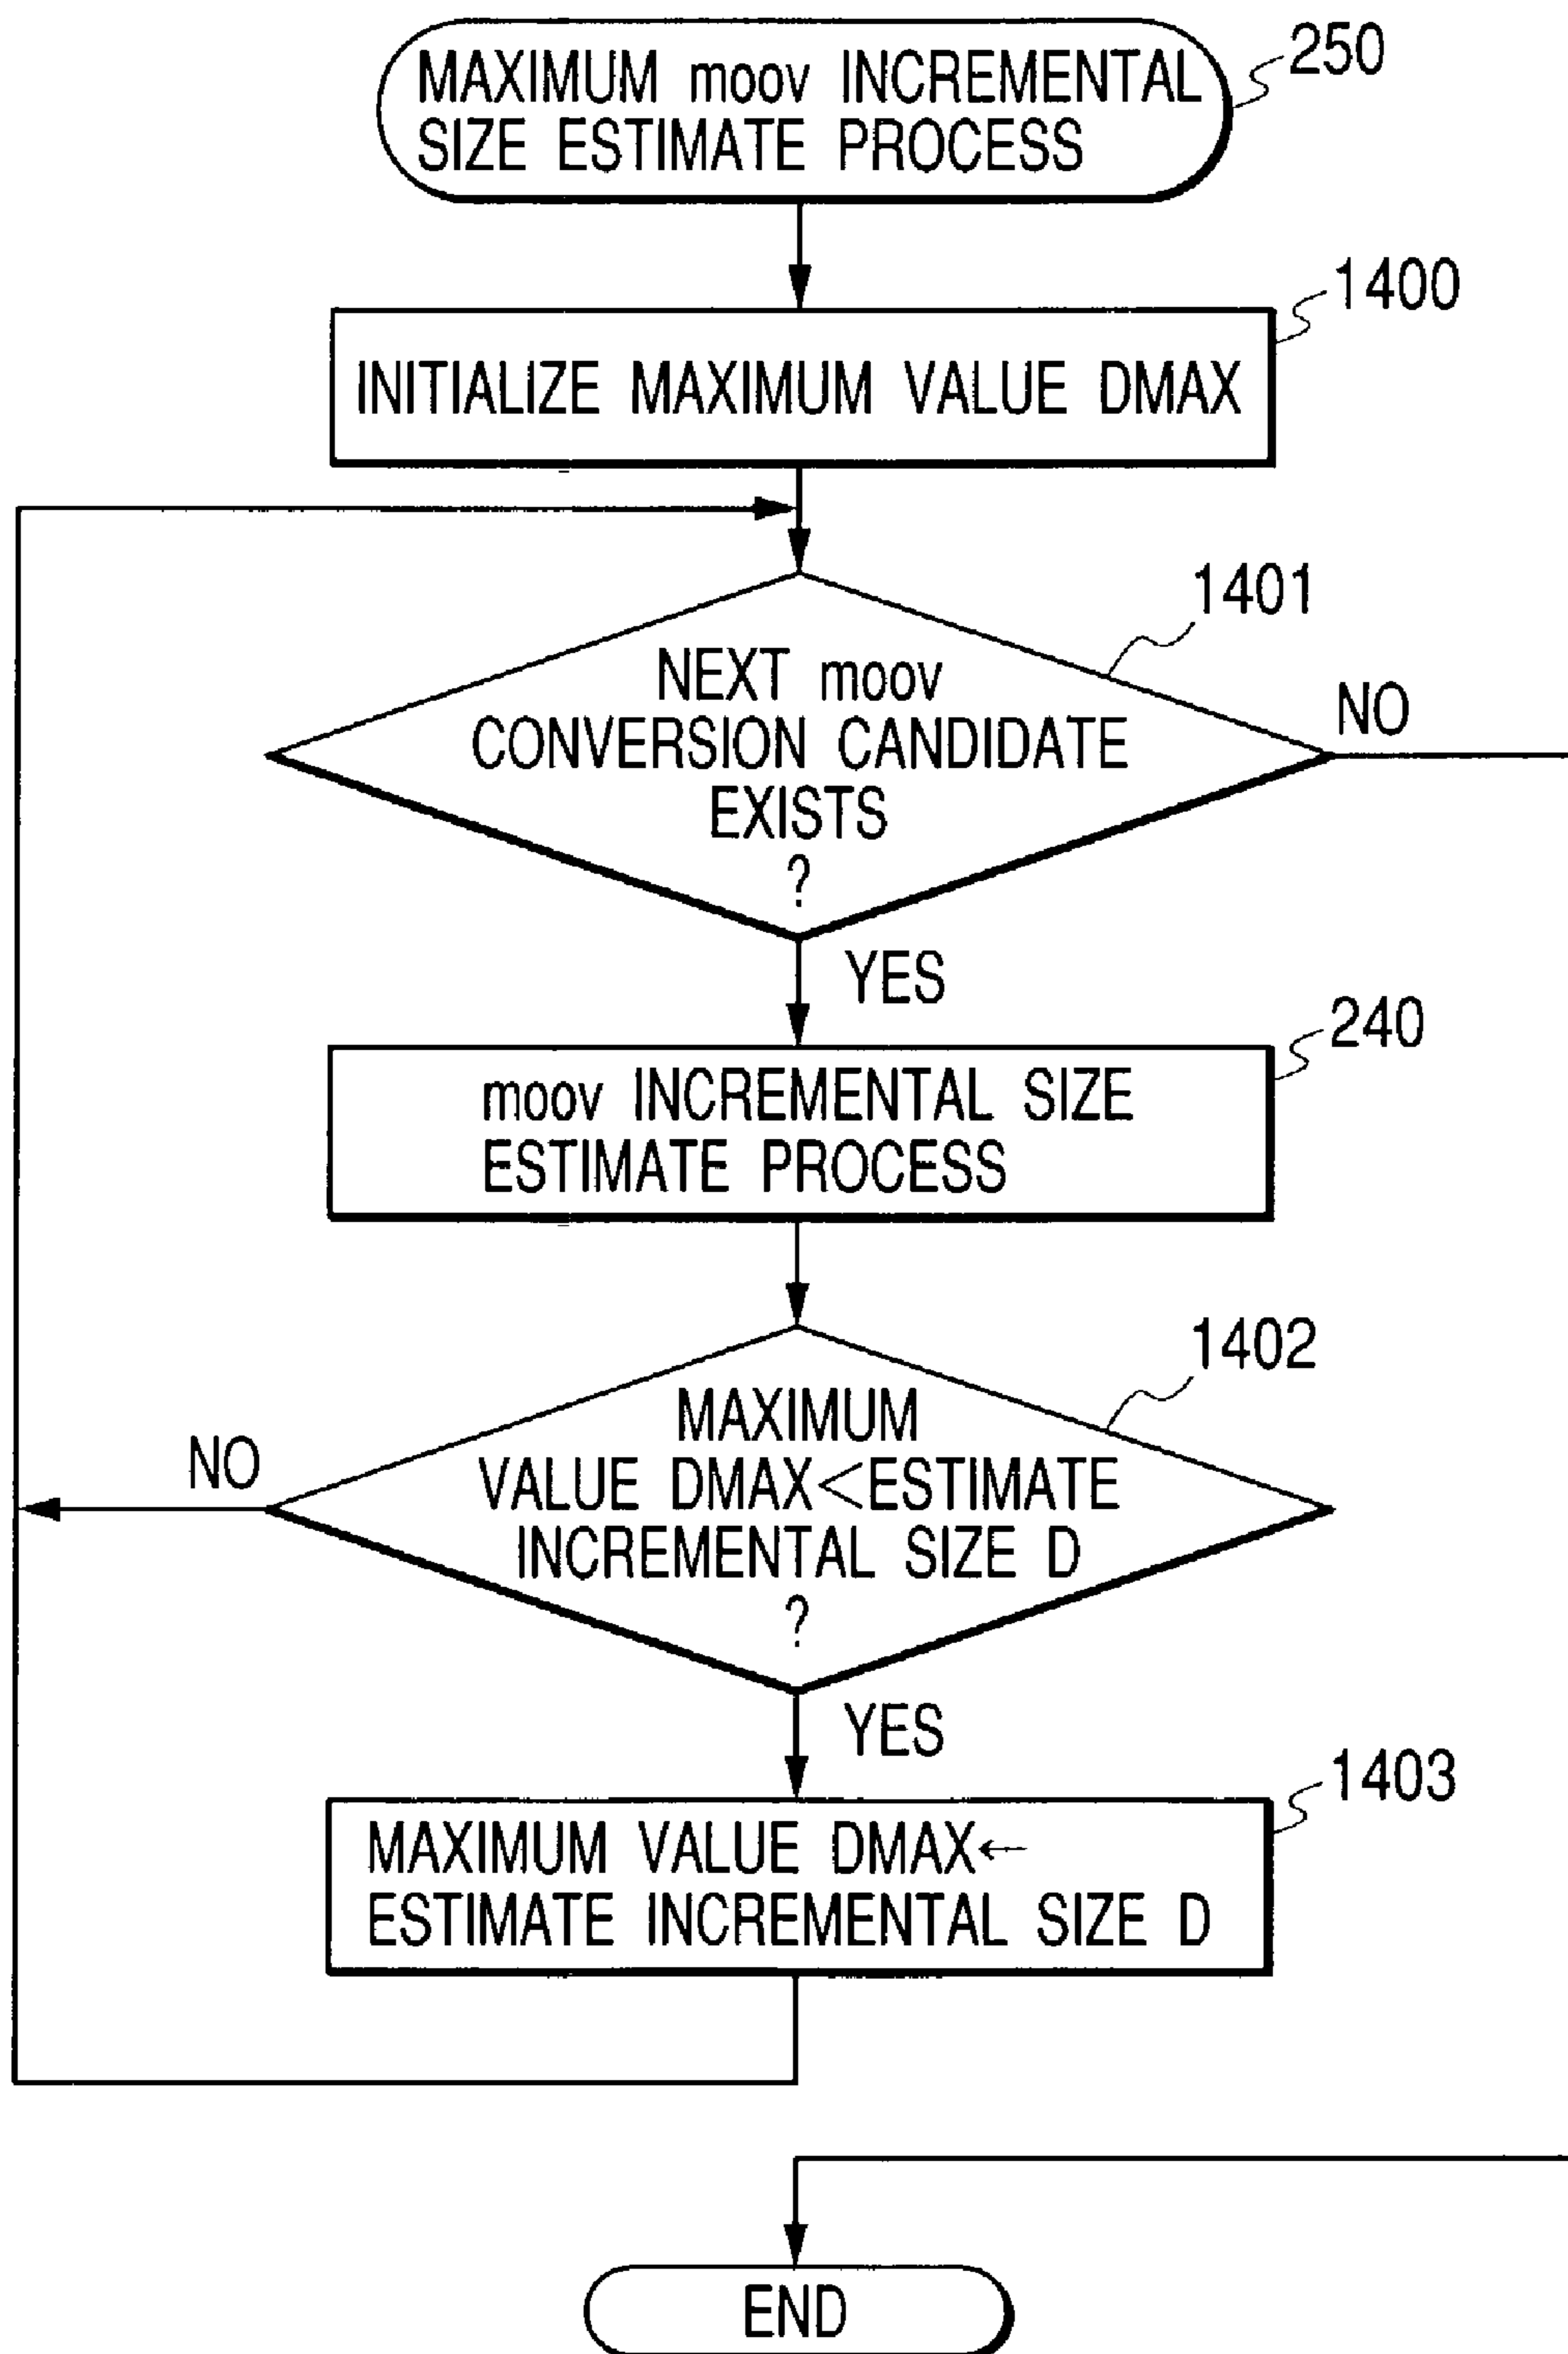 MAXIMUM moov INCREMENTAL
SIZE ESTIMATE PROCESS
250
1400
INITIALIZE MAXIMUM VALUE DMAX
1401
NEXT moov
CONVERSION CANDIDATE
EXISTS
?
NO
YES
240
moov INCREMENTAL SIZE
ESTIMATE PROCESS
1402
MAXIMUM
VALUE DMAX<ESTIMATE
INCREMENTAL SIZE D
?
NO
YES
1403
MAXIMUM VALUE DMAX←
ESTIMATE INCREMENTAL SIZE D
END